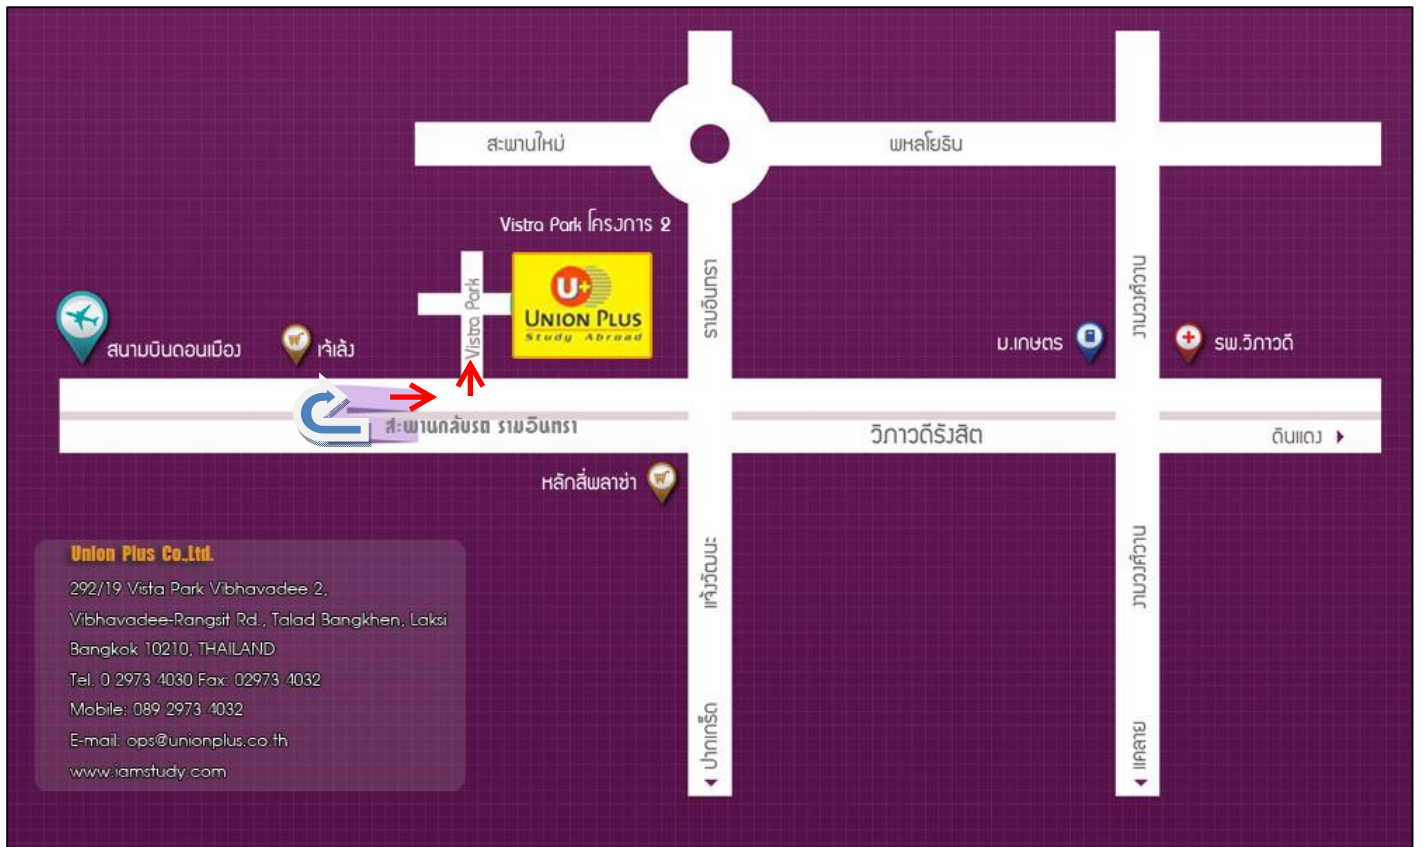 สะพานใหม่
พหลโยธิน
Vistra Park โครงการ 2
U+
UNION PLUS
Study Abroad
Vistra Park
รามอินทรา
งามวงศ์วาน
สนามบินดอนเมือง
เจ้เล้ง
ม.เกษตร
รพ.วิภาวดี
สะพานกลับรถ รามอินทรา
วิภาวดีรังสิต
ดินแดง
หลักสี่พลาซ่า
แจ้งวัฒนะ
งามวงศ์วาน
ปากเกร็ด
แคลาย
Union Plus Co.,Ltd.
292/19 Vista Park Vibhavadee 2,
Vibhavadee-Rangsit Rd., Talad Bangkhen, Laksi
Bangkok 10210, THAILAND
Tel. 0 2973 4030 Fax: 02973 4032
Mobile: 089 2973 4032
E-mail: ops@unionplus.co.th
www.iamstudy.com